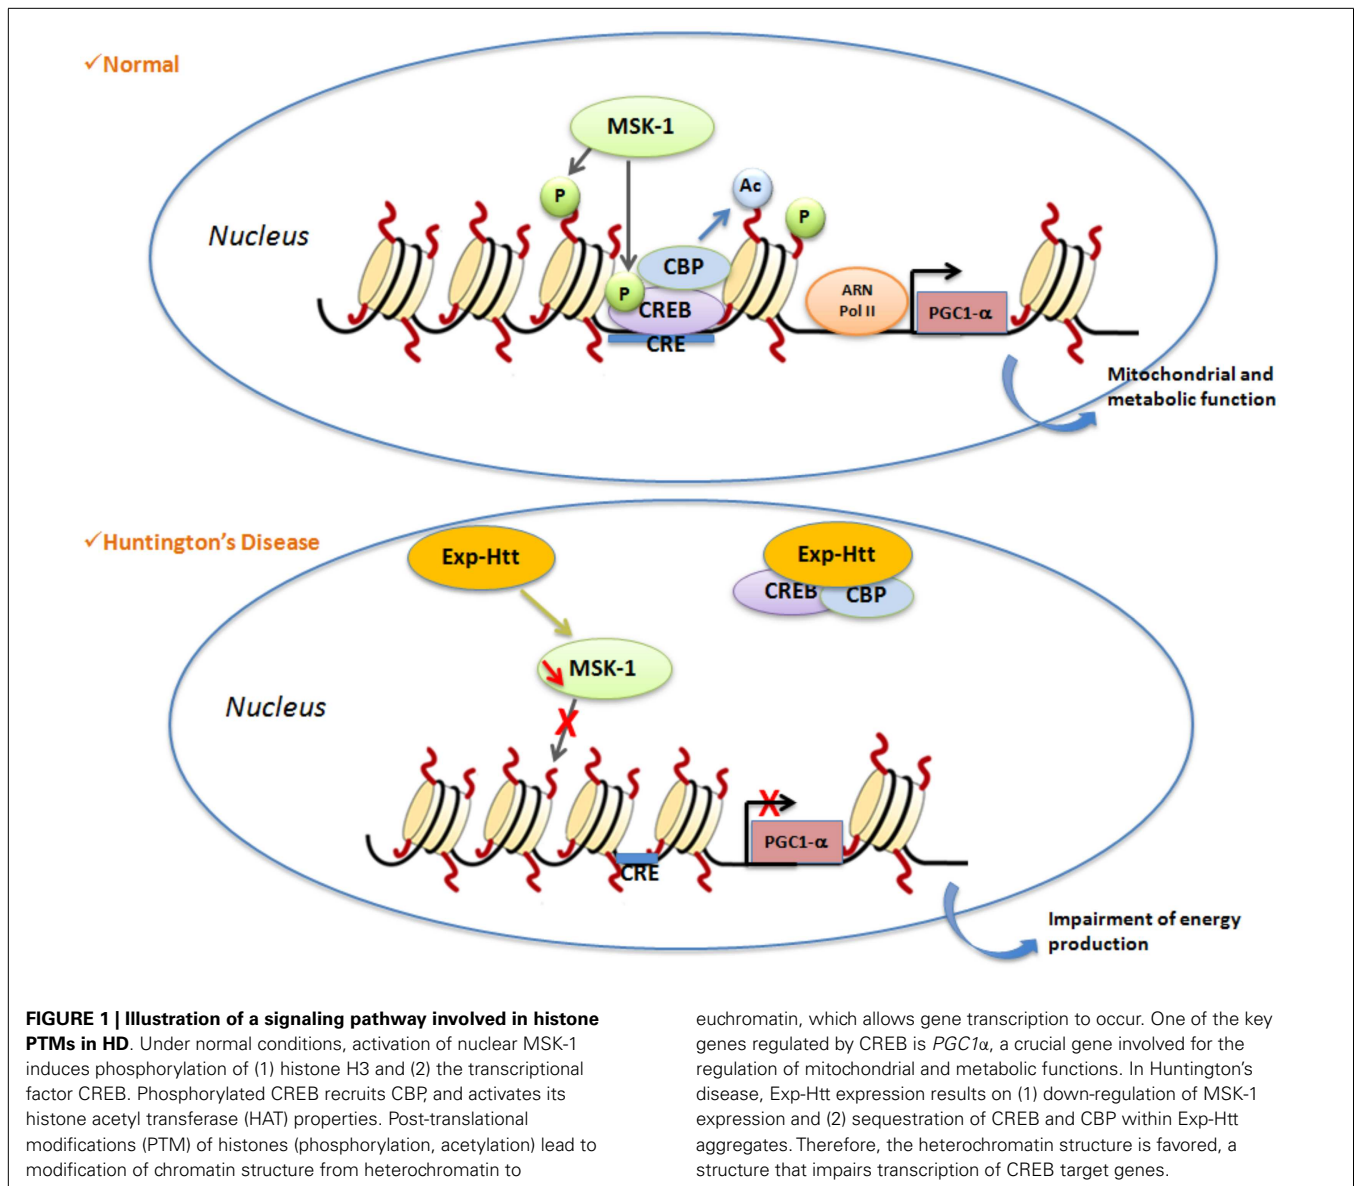 ✓Normal
MSK-1
P
Ac
P
Nucleus
CBP
P
CREB
CRE
ARN
Pol II
PGC1-α
Mitochondrial and
metabolic function
✓Huntington's Disease
Exp-Htt
Exp-Htt
CREB
CBP
MSK-1
X
Nucleus
X
PGC1-α
CRE
Impairment of energy
production
FIGURE 1 | Illustration of a signaling pathway involved in histone
PTMs in HD. Under normal conditions, activation of nuclear MSK-1
induces phosphorylation of (1) histone H3 and (2) the transcriptional
factor CREB. Phosphorylated CREB recruits CBP, and activates its
histone acetyl transferase (HAT) properties. Post-translational
modifications (PTM) of histones (phosphorylation, acetylation) lead to
modification of chromatin structure from heterochromatin to
euchromatin, which allows gene transcription to occur. One of the key
genes regulated by CREB is PGC1α, a crucial gene involved for the
regulation of mitochondrial and metabolic functions. In Huntington's
disease, Exp-Htt expression results on (1) down-regulation of MSK-1
expression and (2) sequestration of CREB and CBP within Exp-Htt
aggregates. Therefore, the heterochromatin structure is favored, a
structure that impairs transcription of CREB target genes.